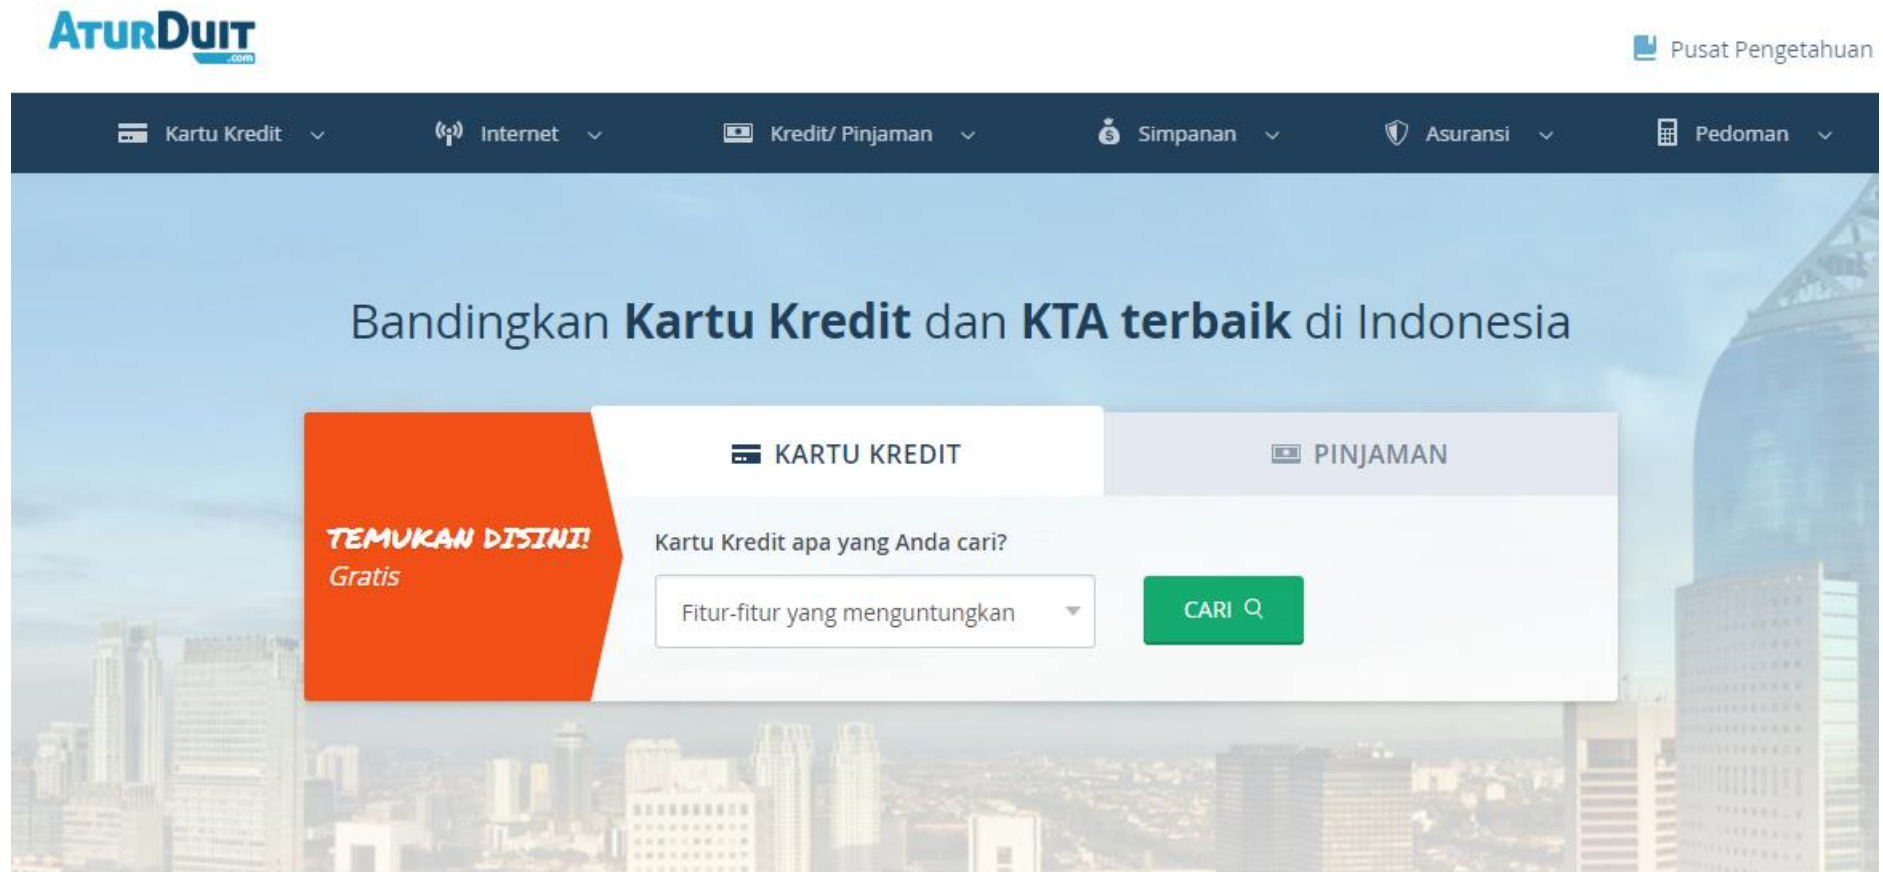 ATURDUIT
.com
Pusat Pengetahuan
Kartu Kredit
Internet
Kredit/ Pinjaman
Simpanan
Asuransi
Pedoman
Bandingkan Kartu Kredit dan KTA terbaik di Indonesia
KARTU KREDIT
PINJAMAN
TEMUKAN DISINI!
Gratis
Kartu Kredit apa yang Anda cari?
Fitur-fitur yang menguntungkan
CARI